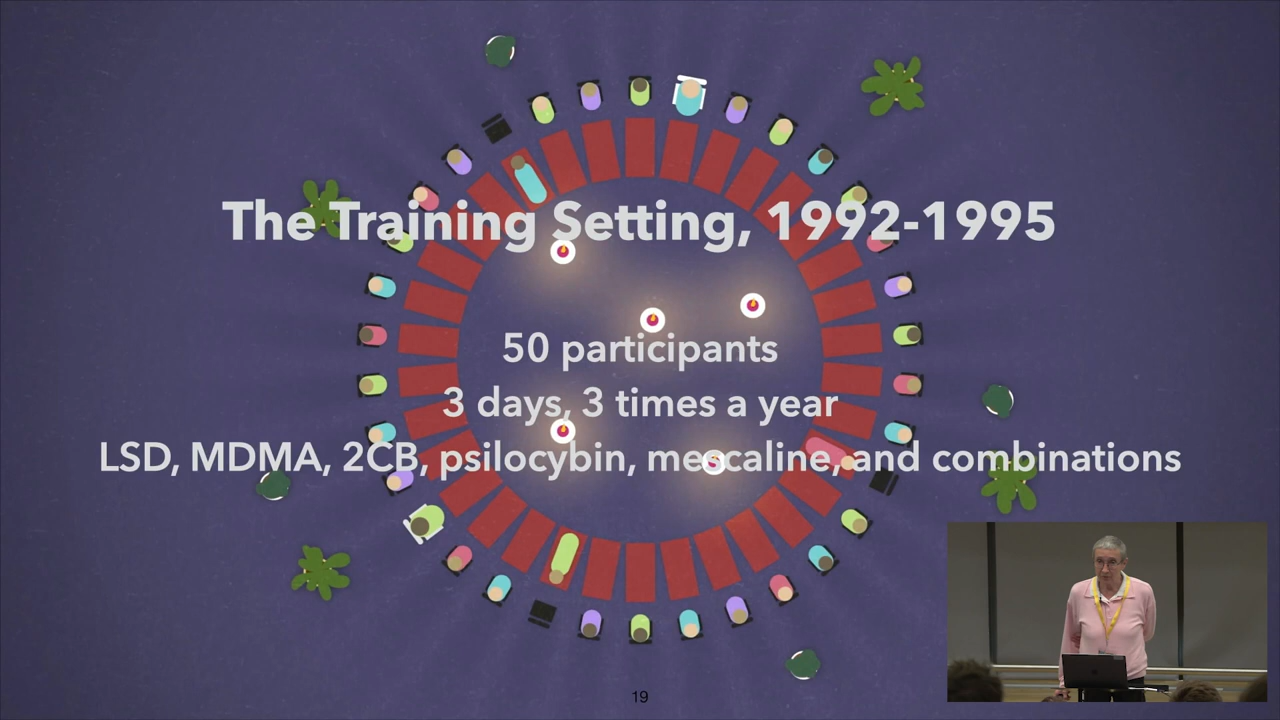 The Training Setting, 1992-1995
50 participants
3 days, 3 times a year
LSD, MDMA, 2CB, psilocybin, mescaline, and combinations
19